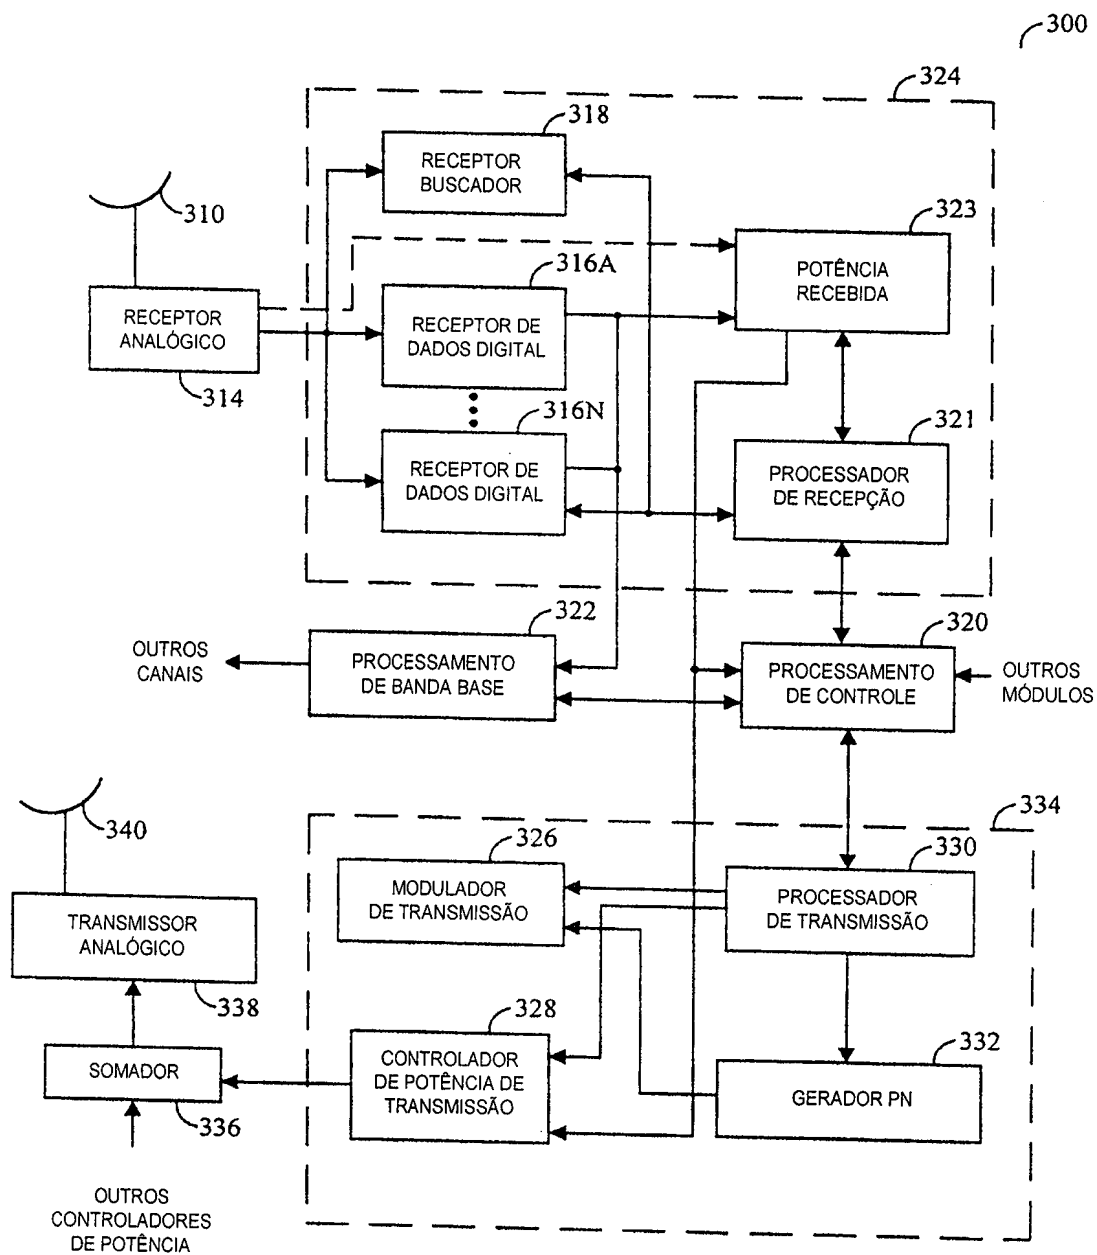 300
324
318
RECEPTOR
BUSCADOR
310
323
POTÊNCIA
RECEBIDA
316A
RECEPTOR
ANALÓGICO
314
RECEPTOR DE
DADOS DIGITAL
316N
RECEPTOR DE
DADOS DIGITAL
321
PROCESSADOR
DE RECEPÇÃO
322
OUTROS
CANAIS
PROCESSAMENTO
DE BANDA BASE
320
PROCESSAMENTO
DE CONTROLE
OUTROS
MÓDULOS
334
340
326
MODULADOR
DE TRANSMISSÃO
330
PROCESSADOR
DE TRANSMISSÃO
TRANSMISSOR
ANALÓGICO
338
328
CONTROLADOR
DE POTÊNCIA DE
TRANSMISSÃO
332
GERADOR PN
SOMADOR
336
OUTROS
CONTROLADORES
DE POTÊNCIA